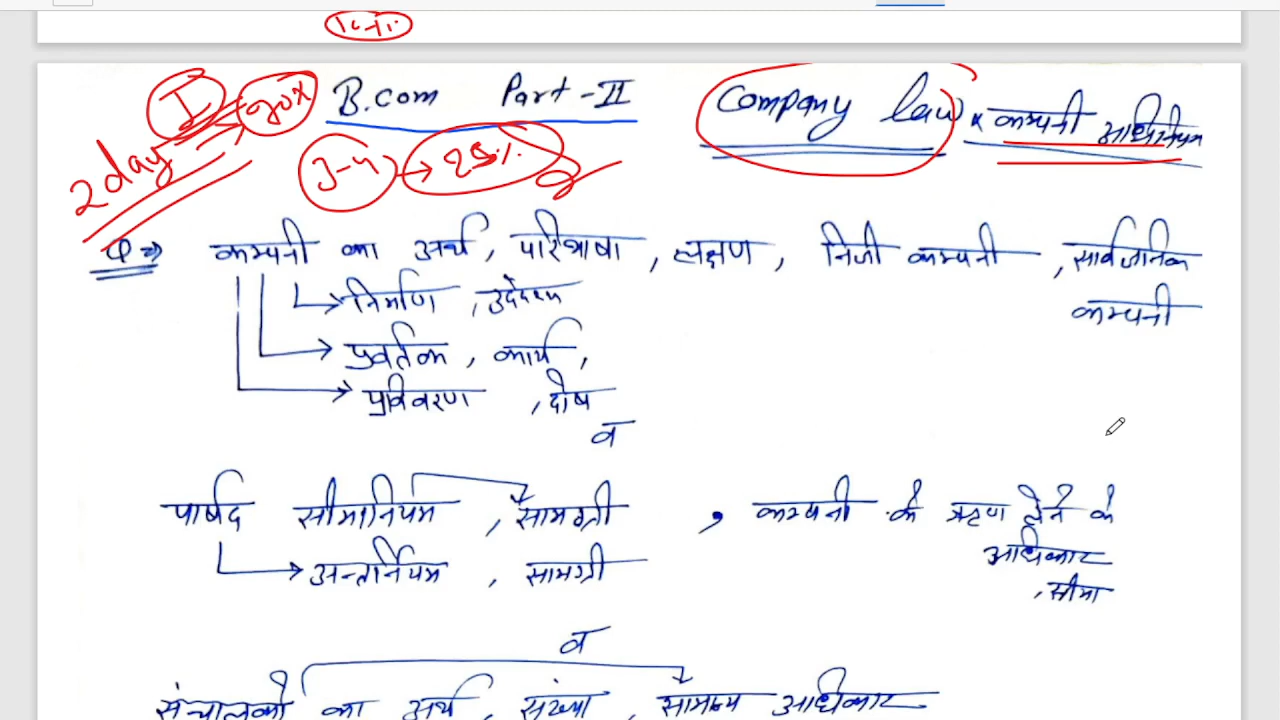 I B.com Part-II Company law, कम्पनी अधिनियम
2 day 3-4 → 25%
Q⇒ कम्पनी का अर्थ, परिभाषा, लक्षण, निजी कम्पनी, सार्वजनिक
कम्पनी
→ निर्माण, उद्देश्य
→ प्रवर्तक, कार्य,
→ प्रविवरण, दोष
व
पार्षद सीमानियम, सामग्री, कम्पनी के ऋण लेने के
अधिकार
, सीमा
→ अन्तर्नियम, सामग्री
व
संचालकों का अर्थ, संख्या, सामान्य अधिकार